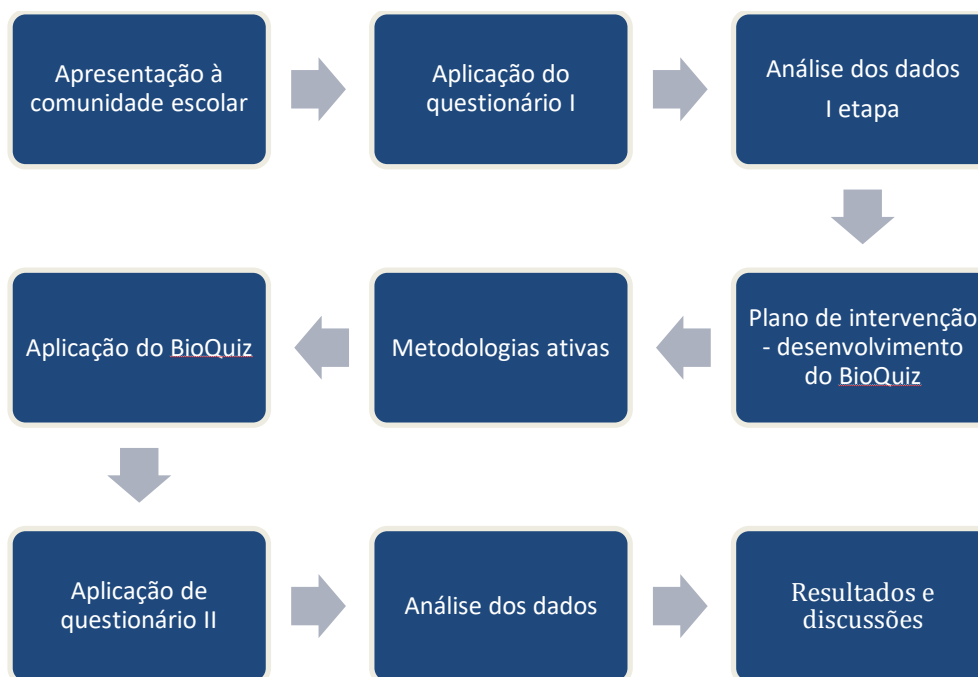 Apresentação à
comunidade escolar
Aplicação do
questionário I
Análise dos dados
I etapa
Plano de intervenção
- desenvolvimento
do BioQuiz
Metodologias ativas
Aplicação do BioQuiz
Aplicação de
questionário II
Análise dos dados
Resultados e
discussões